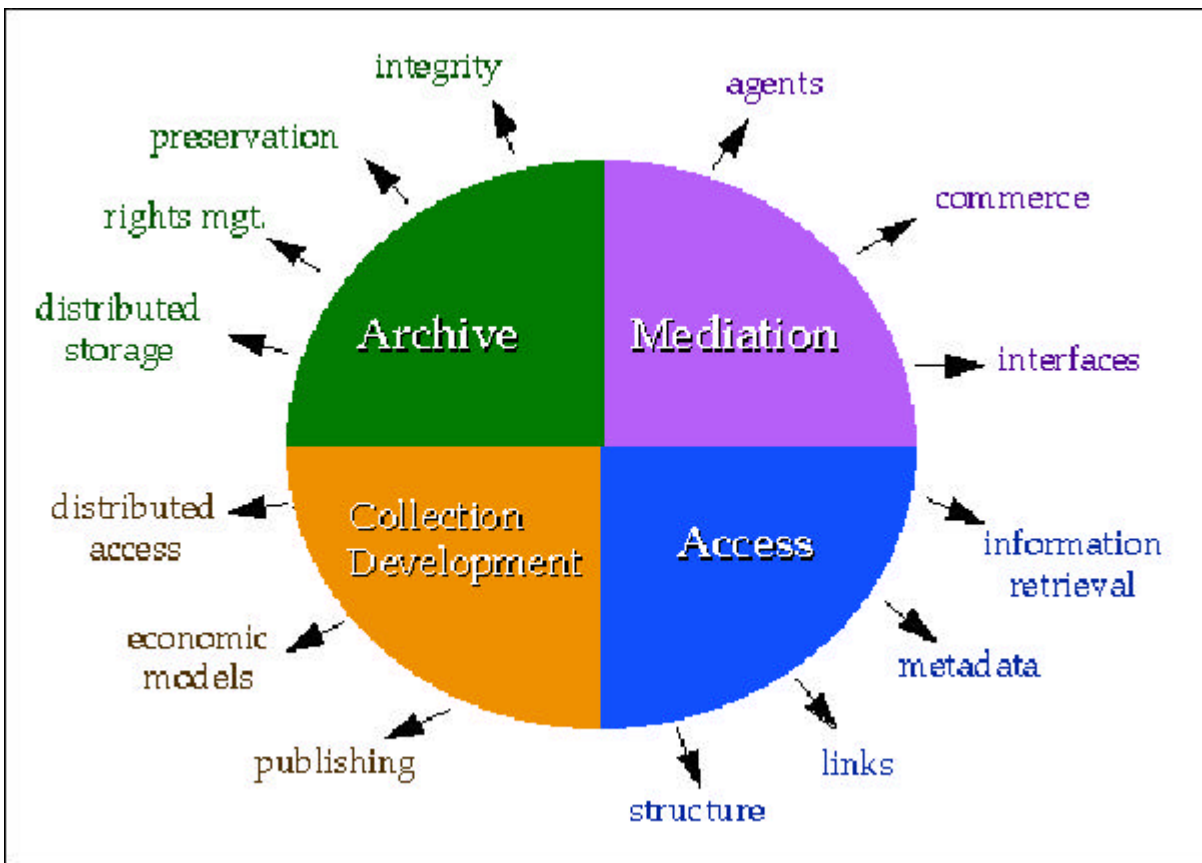 integrity
agents
preservation
commerce
rights mgt.
distributed
storage
Archive
Mediation
interfaces
distributed
access
Collection
Development
Access
information
retrieval
economic
models
metadata
publishing
links
structure